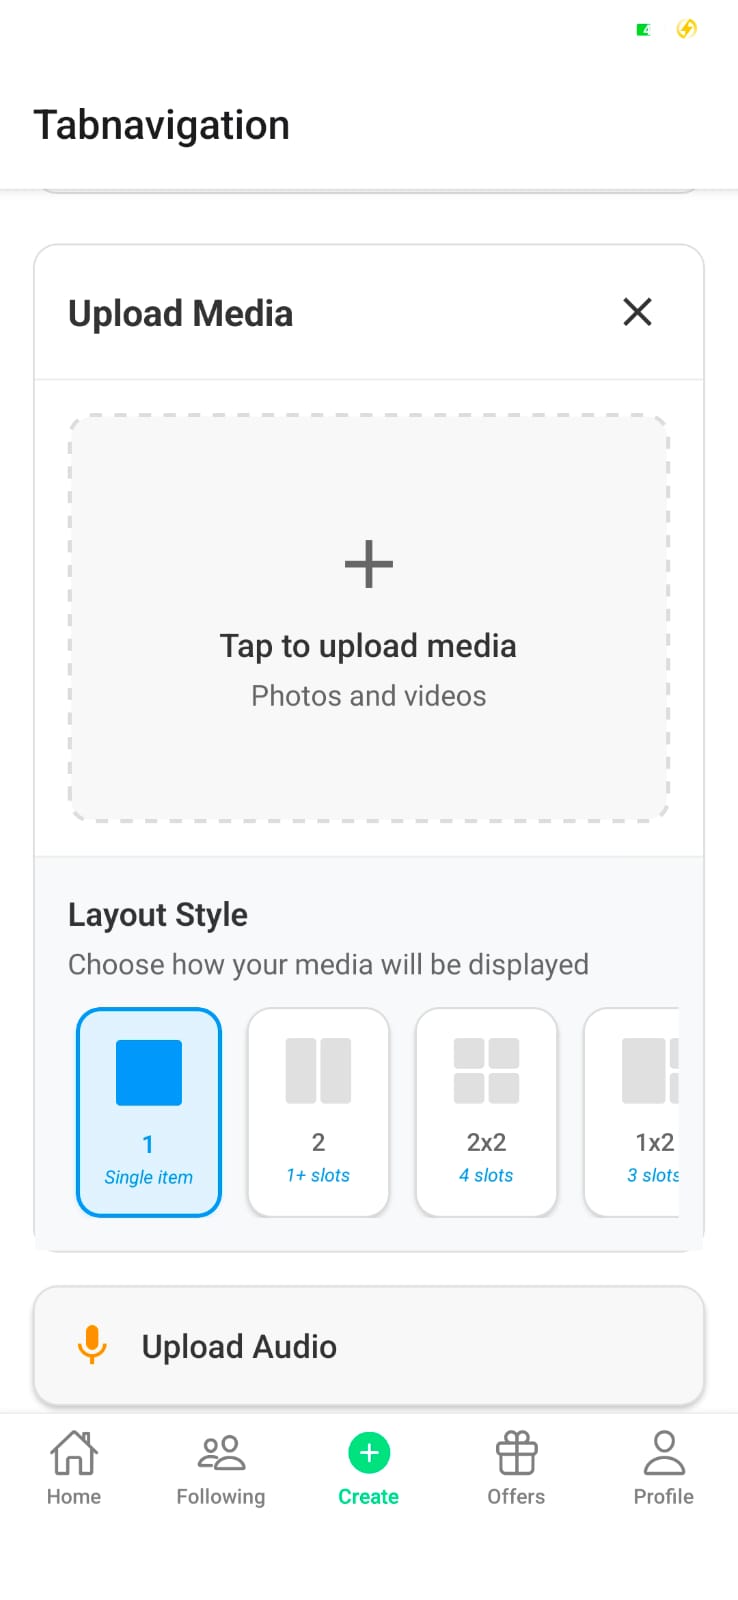 Tabnavigation
Upload Media
Tap to upload media
Photos and videos
Layout Style
Choose how your media will be displayed
1
Single item
2
1+ slots
2x2
4 slots
1x2
3 slots
Upload Audio
Home
Following
Create
Offers
Profile